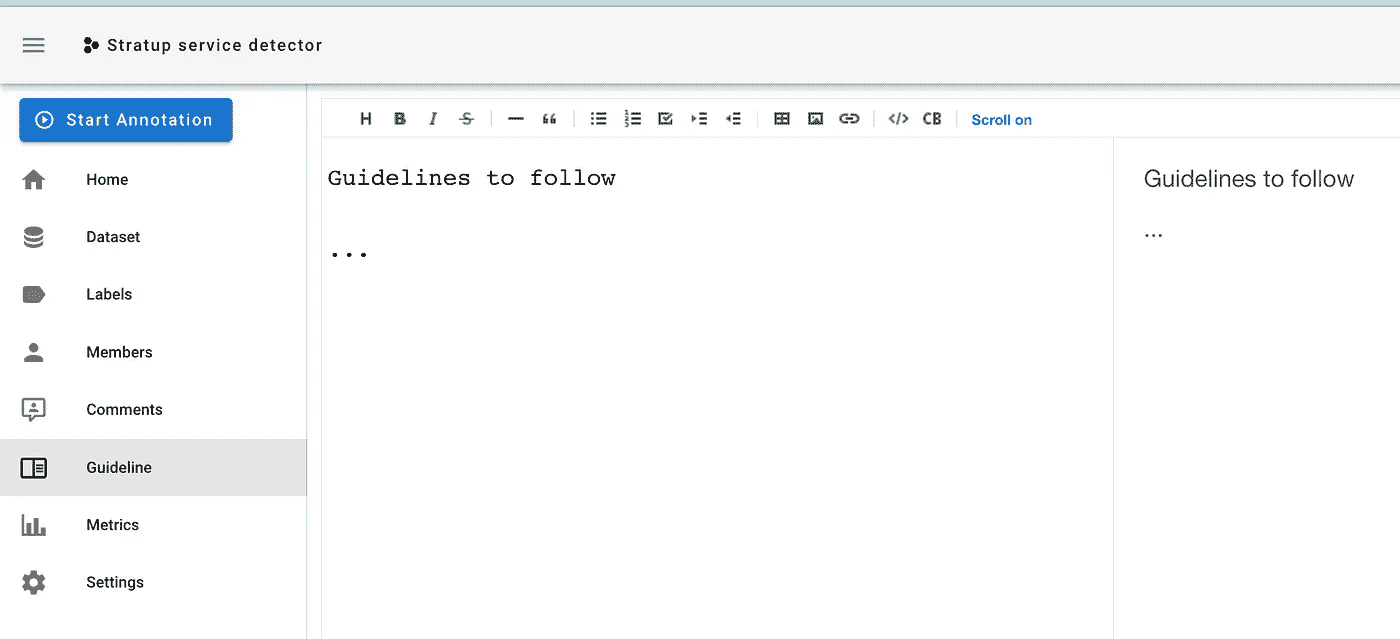 Stratup service detector
Start Annotation
Home
Dataset
Labels
Members
Comments
Guideline
Metrics
Settings
H B I S “ </> CB Scroll on
Guidelines to follow
...
Guidelines to follow
...